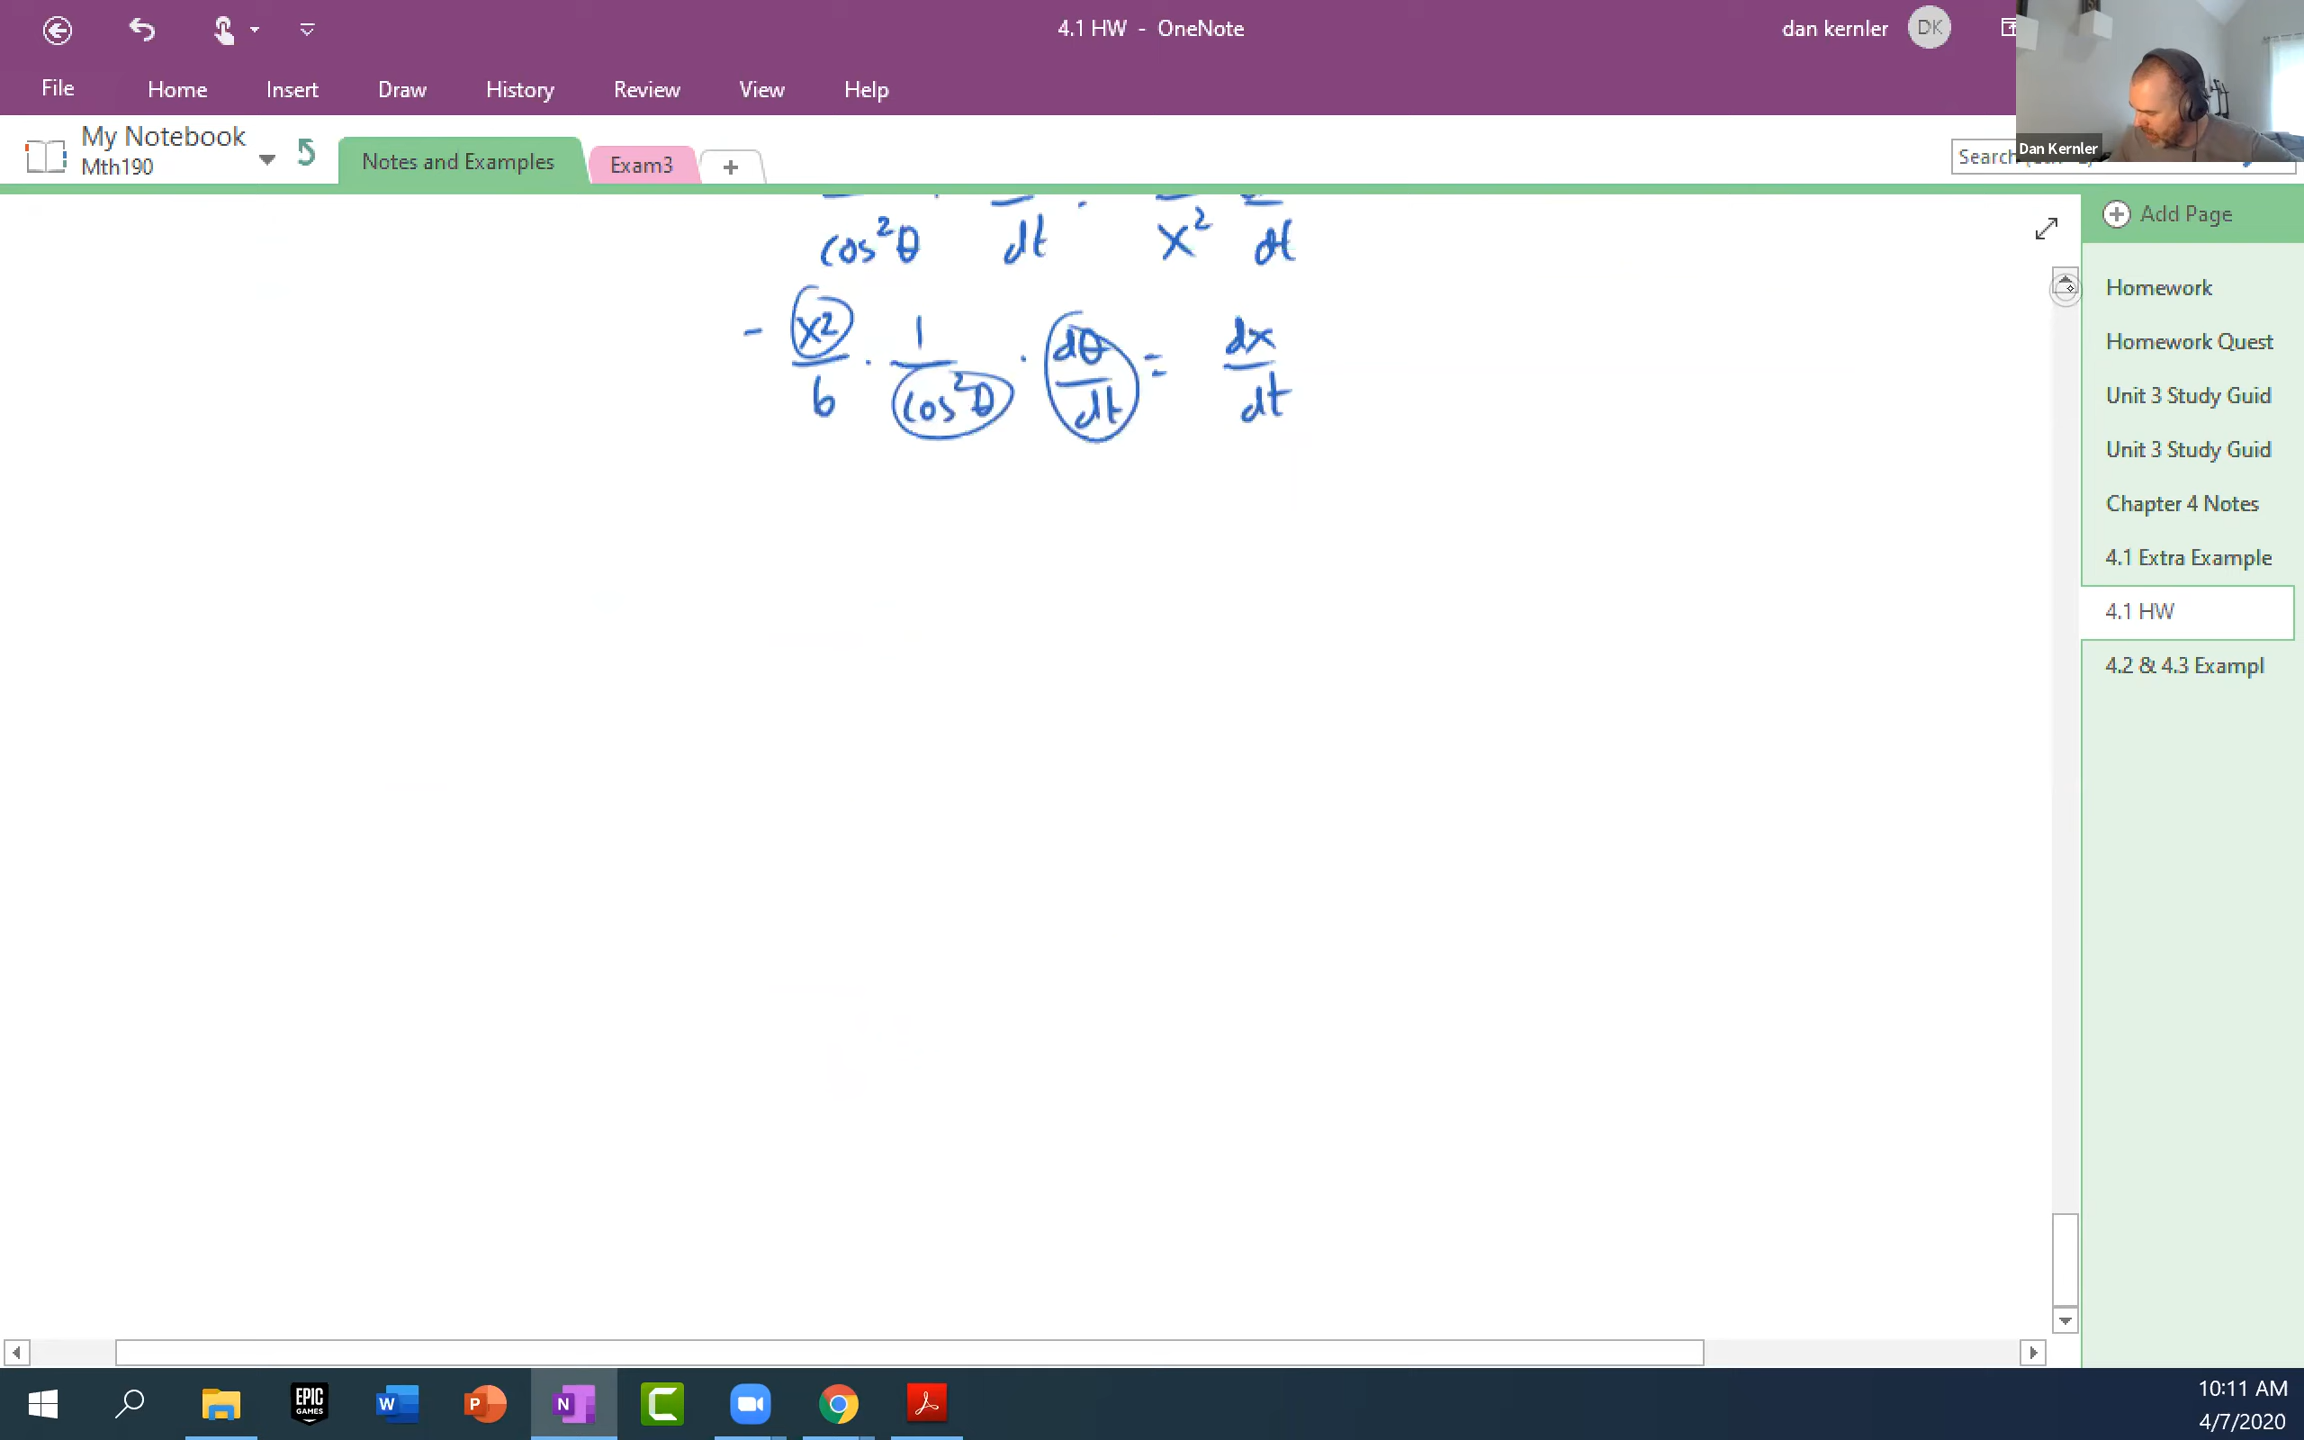 4.1 HW - OneNote
dan kernler DK
File Home Insert Draw History Review View Help
My Notebook
Mth190
Notes and Examples Exam3 +
Search
Dan Kernler
Add Page
Homework
Homework Quest
Unit 3 Study Guid
Unit 3 Study Guid
Chapter 4 Notes
4.1 Extra Example
4.1 HW
4.2 & 4.3 Exampl
cos²θ dt x² dt
- x²/6 · 1/cos²θ · dθ/dt = dx/dt
EPIC
GAMES
W P N C
10:11 AM
4/7/2020